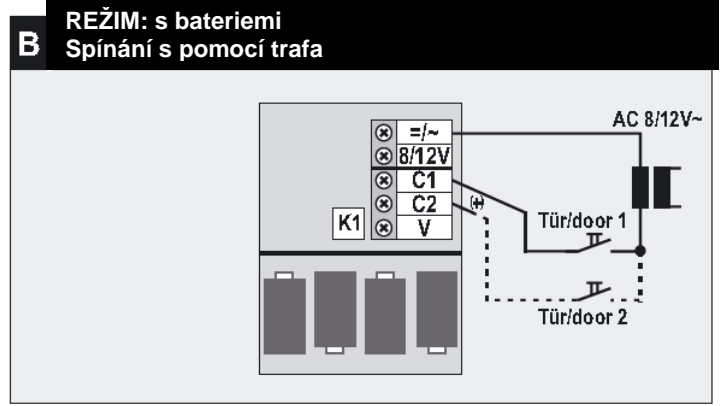 B
REŽIM: s bateriemi
Spínání s pomocí trafa
AC 8/12V~
=/~
8/12V
C1
C2
(+)
K1
V
Tür/door 1
Tür/door 2